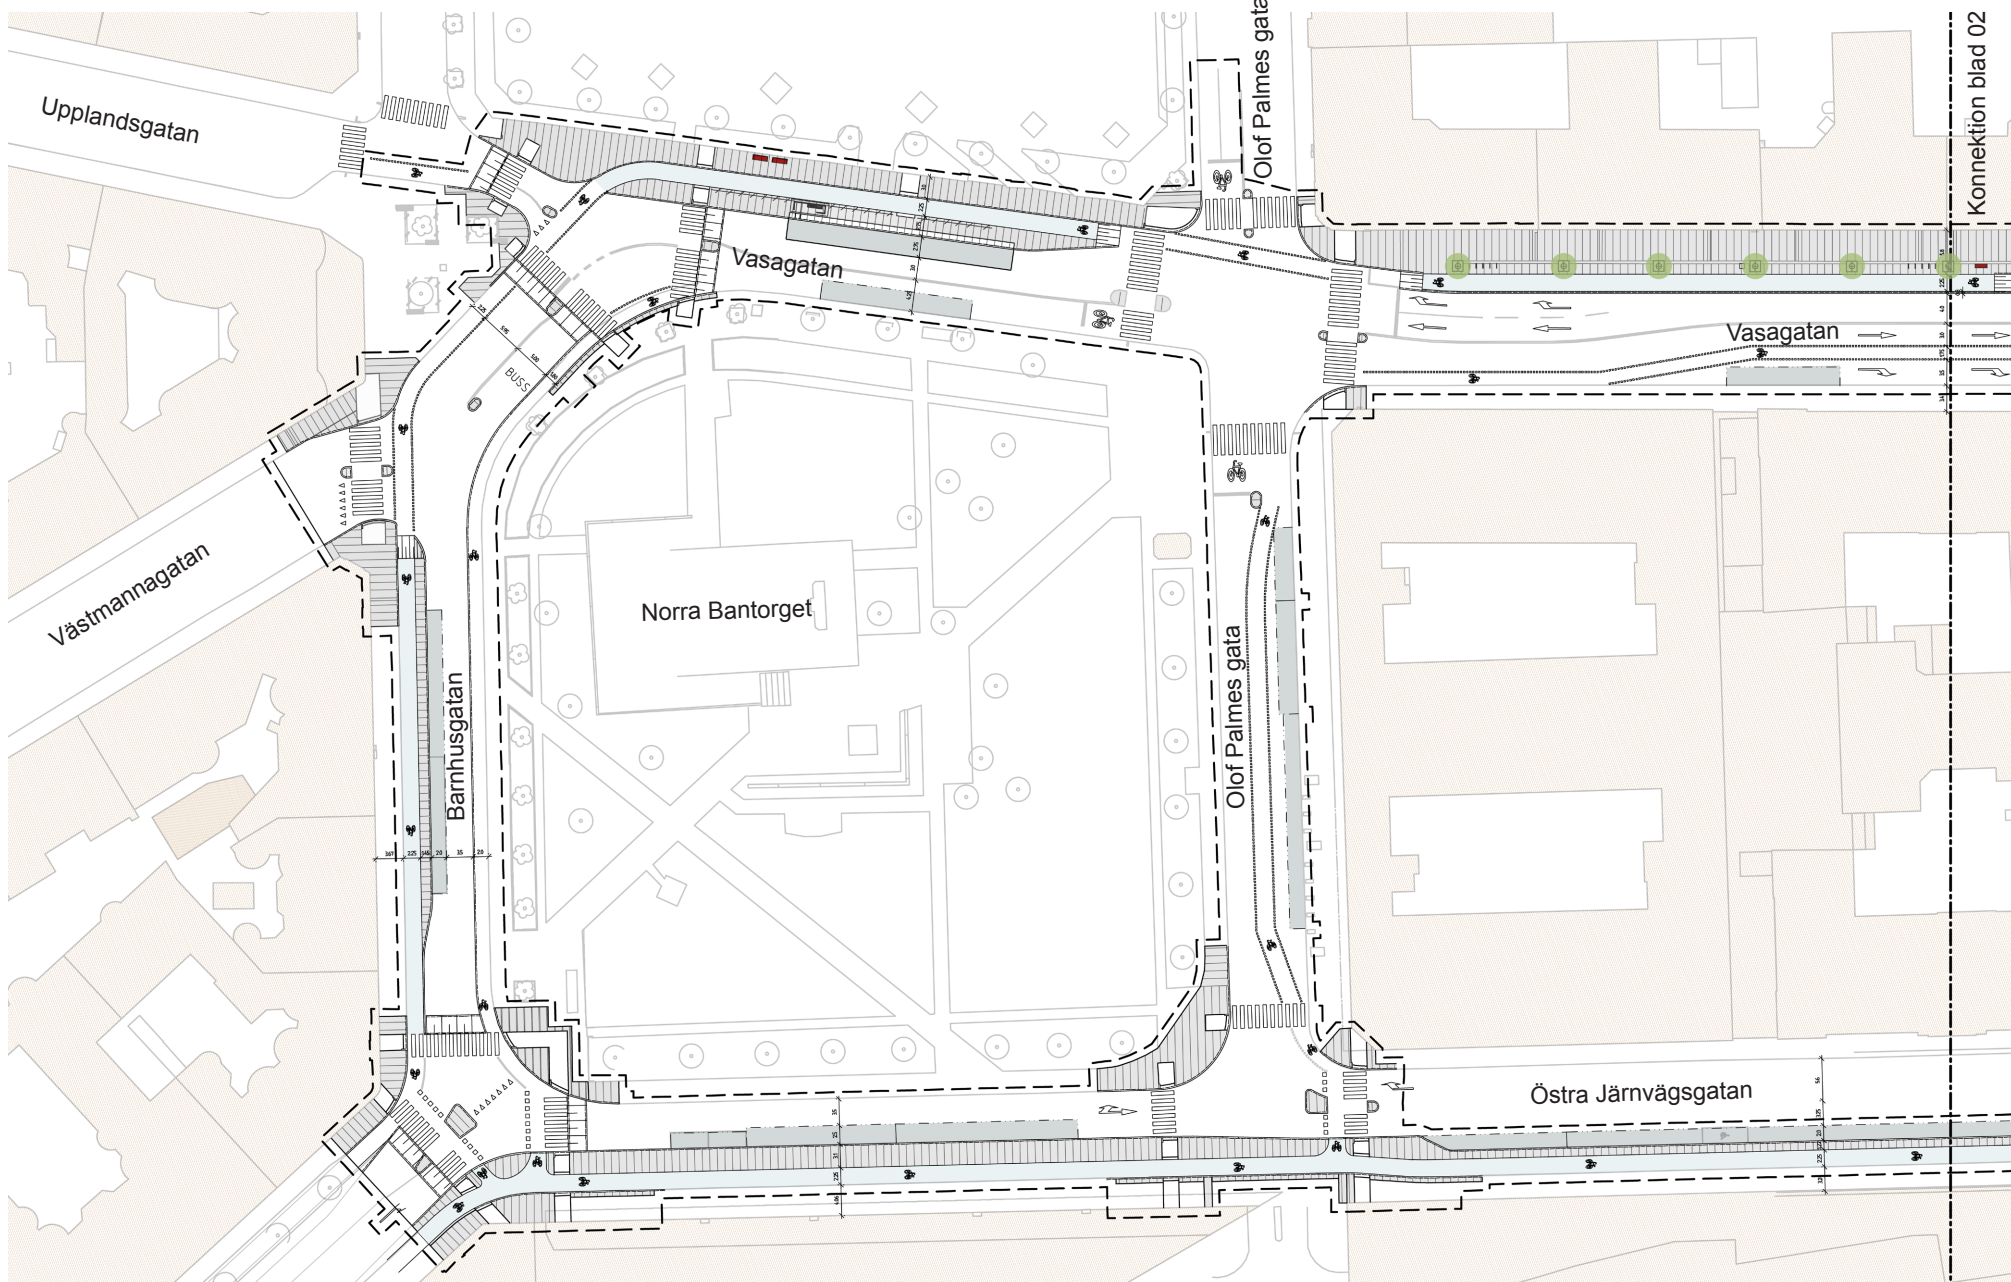 Olof Palmes gata
Konnektion blad 02
Upplandsgatan
Vasagatan
Vasagatan
BUSS
Västmannagatan
Norra Bantorget
Barnhusgatan
Olof Palmes gata
Östra Järnvägsgatan